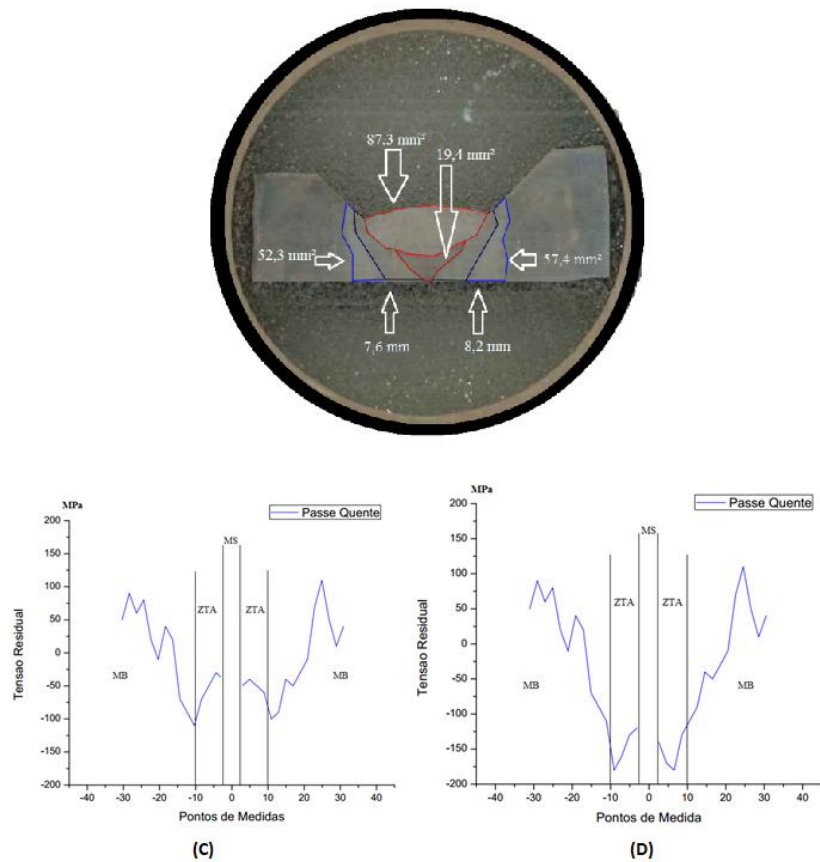 87.3 mm²
19,4 mm²
52,3 mm²
57,4 mm²
7,6 mm
8,2 mm
MPa
Passe Quente
MS
ZTA
ZTA
MB
MB
Tensao Residual
200
150
100
50
0
-50
-100
-150
-200
-40
-30
-20
-10
0
10
20
30
40
Pontos de Medidas
(C)
MPa
Passe Quente
MS
ZTA
ZTA
MB
MB
Tensao Residual
200
150
100
50
0
-50
-100
-150
-200
-40
-30
-20
-10
0
10
20
30
40
Pontos de Medida
(D)